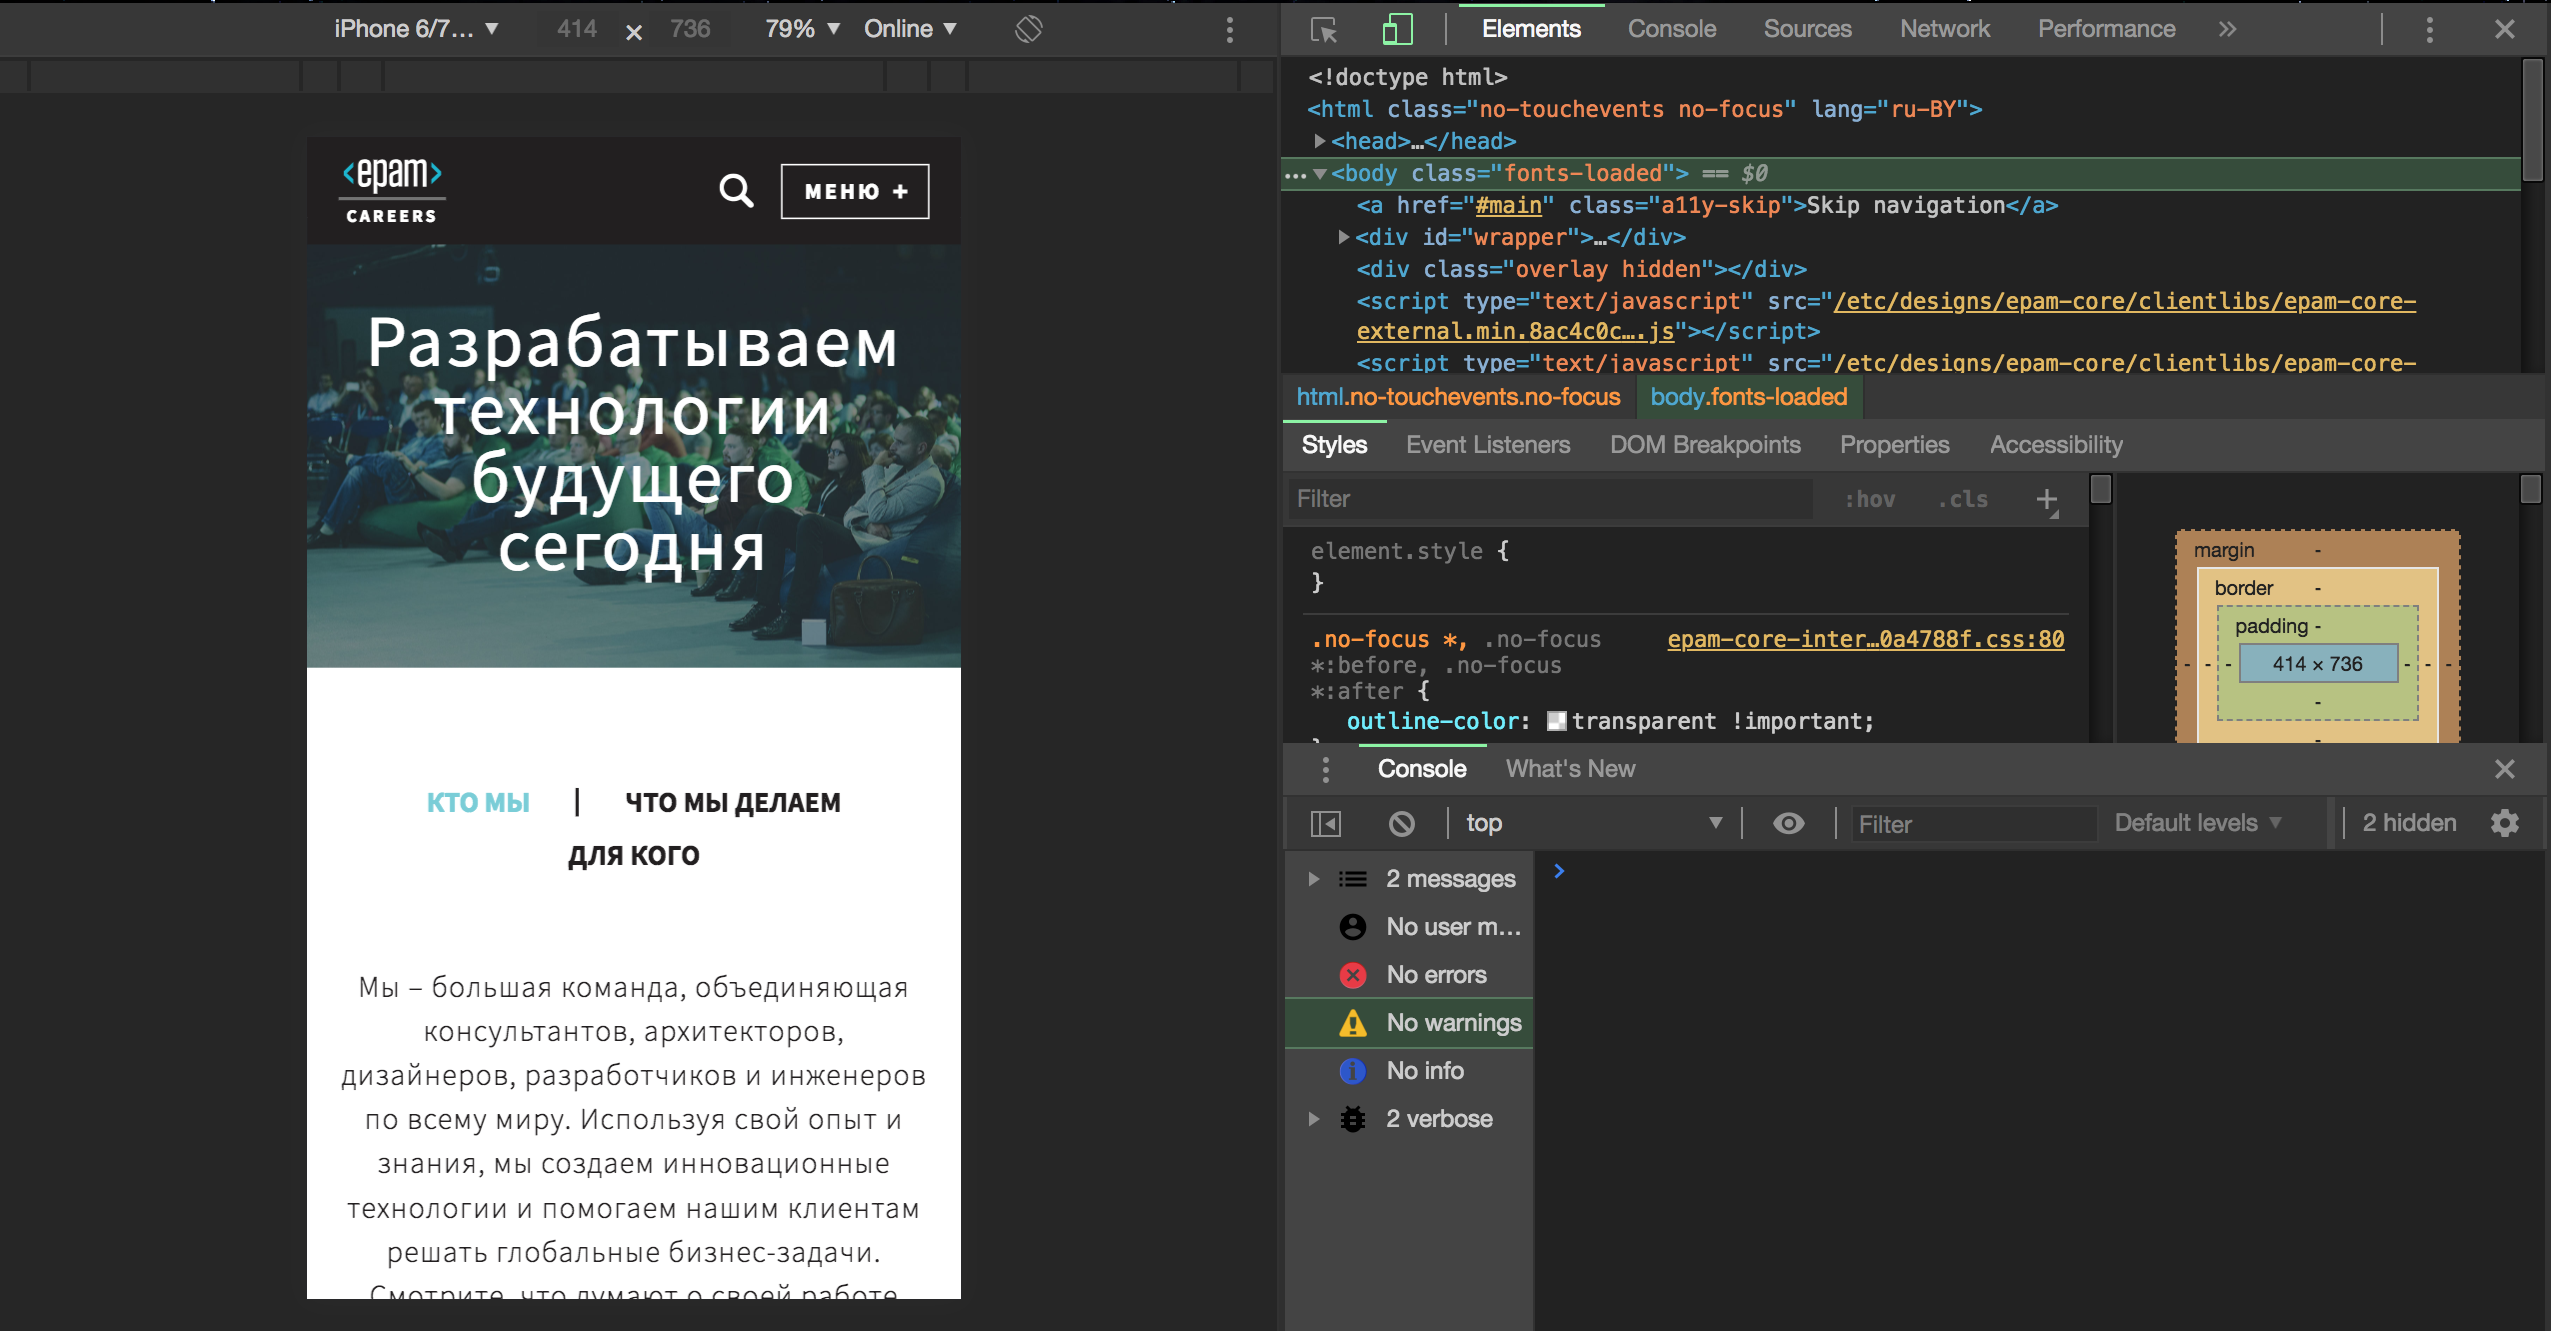 iPhone 6/7… ▼ 414 × 736 79% ▼ Online ▼
<epam>
CAREERS
МЕНЮ +
Разрабатываем
технологии
будущего
сегодня
КТО МЫ | ЧТО МЫ ДЕЛАЕМ
ДЛЯ КОГО
Мы – большая команда, объединяющая
консультантов, архитекторов,
дизайнеров, разработчиков и инженеров
по всему миру. Используя свой опыт и
знания, мы создаем инновационные
технологии и помогаем нашим клиентам
решать глобальные бизнес-задачи.
Смотрите, что думают о своей работе
Elements Console Sources Network Performance »
<!doctype html>
<html class="no-touchevents no-focus" lang="ru-BY">
<head>…</head>
… <body class="fonts-loaded"> == $0
<a href="#main" class="a11y-skip">Skip navigation</a>
<div id="wrapper">…</div>
<div class="overlay hidden"></div>
<script type="text/javascript" src="/etc/designs/epam-core/clientlibs/epam-core-
external.min.8ac4c0c….js"></script>
<script type="text/javascript" src="/etc/designs/epam-core/clientlibs/epam-core-
html.no-touchevents.no-focus body.fonts-loaded
Styles Event Listeners DOM Breakpoints Properties Accessibility
Filter :hov .cls +
element.style {
}
.no-focus *, .no-focus epam-core-inter…0a4788f.css:80
*:before, .no-focus
*:after {
outline-color: transparent !important;
}
margin -
border -
padding -
- - - 414 × 736 - - -
-
-
Console What's New
top ▼ Filter Default levels ▼ 2 hidden
2 messages
No user m…
No errors
No warnings
No info
2 verbose